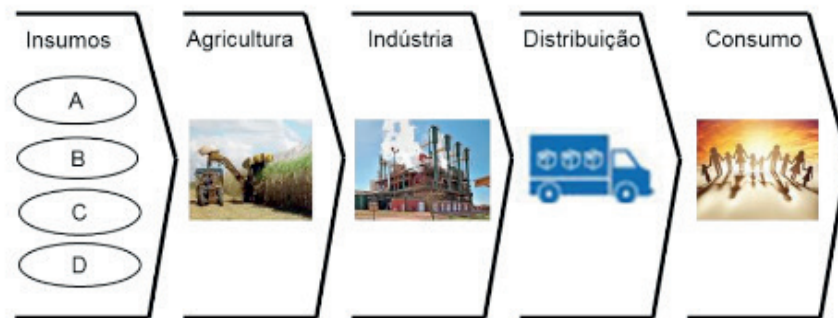 Insumos
Agricultura
Indústria
Distribuição
Consumo
A
B
C
D